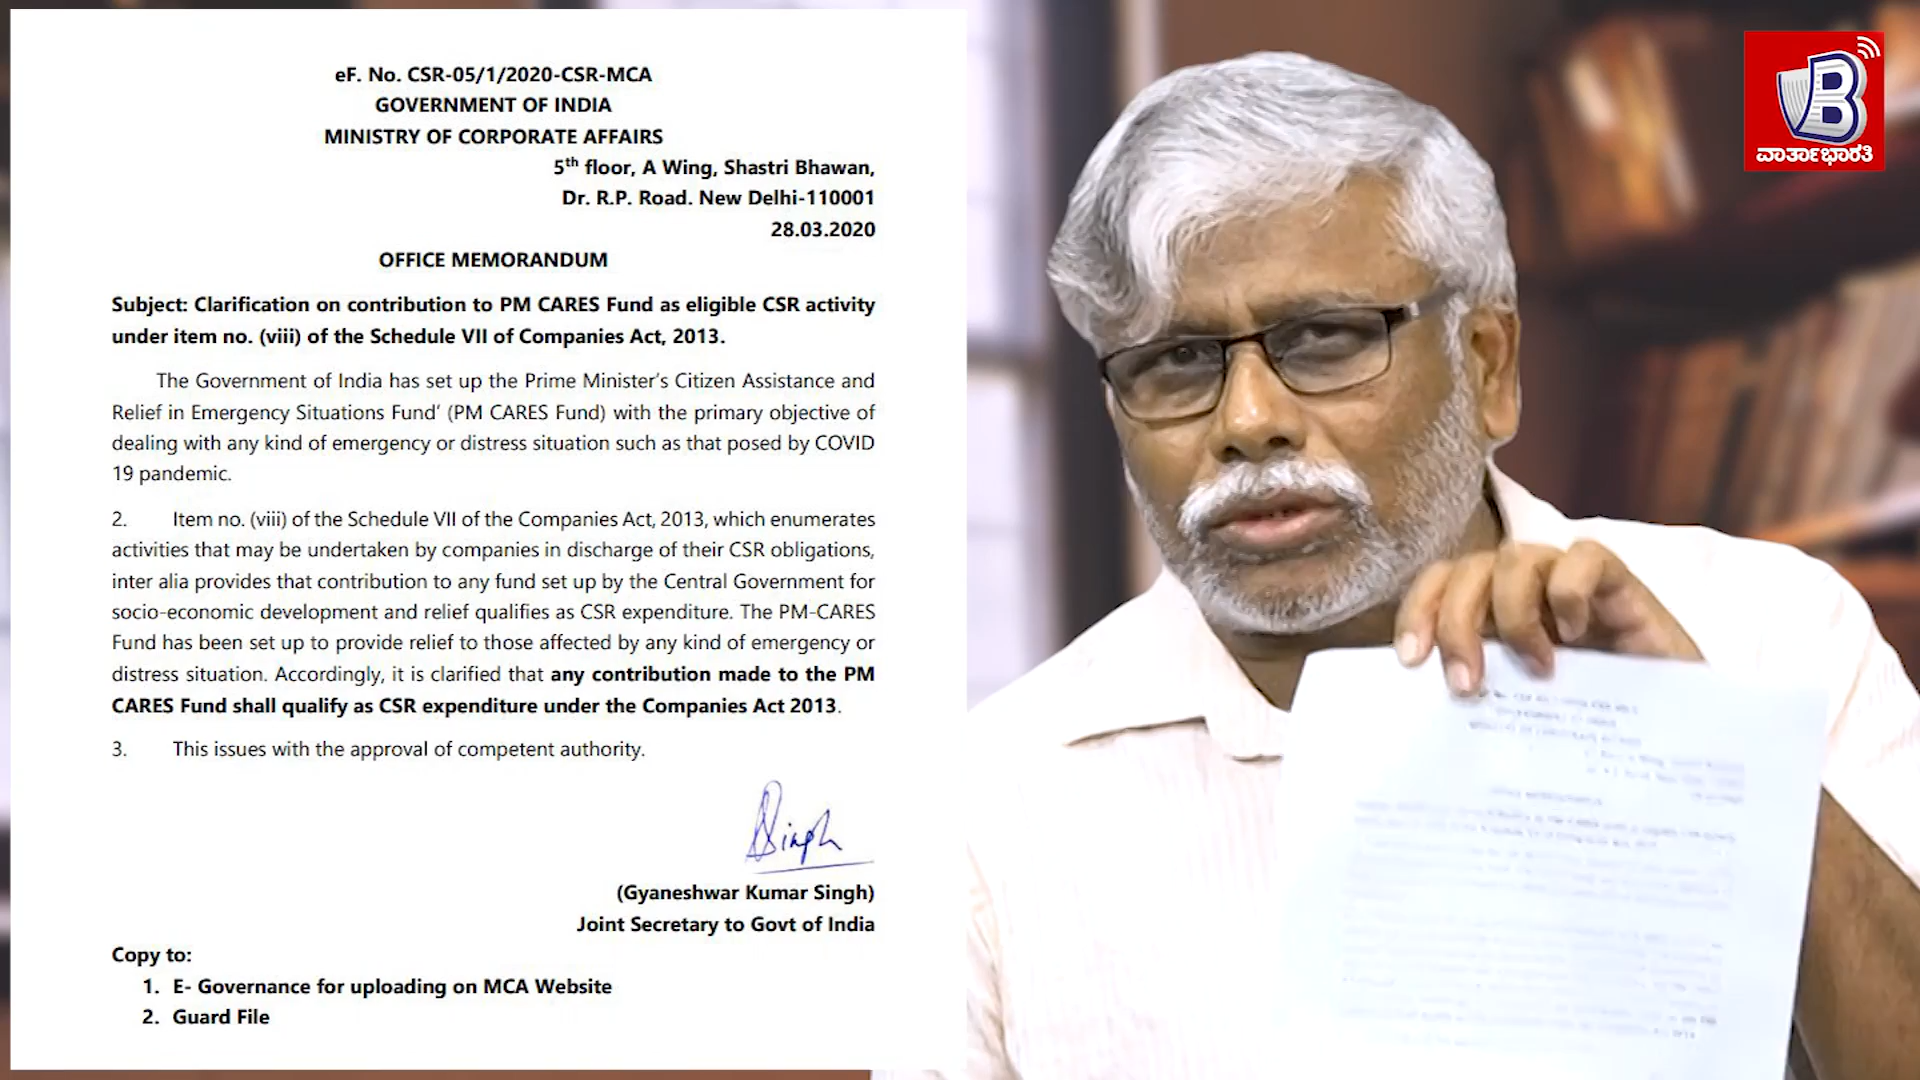 eF. No. CSR-05/1/2020-CSR-MCA
GOVERNMENT OF INDIA
MINISTRY OF CORPORATE AFFAIRS
5th floor, A Wing, Shastri Bhawan,
Dr. R.P. Road. New Delhi-110001
28.03.2020
OFFICE MEMORANDUM
Subject: Clarification on contribution to PM CARES Fund as eligible CSR activity
under item no. (viii) of the Schedule VII of Companies Act, 2013.
The Government of India has set up the Prime Minister's Citizen Assistance and
Relief in Emergency Situations Fund' (PM CARES Fund) with the primary objective of
dealing with any kind of emergency or distress situation such as that posed by COVID
19 pandemic.
2. Item no. (viii) of the Schedule VII of the Companies Act, 2013, which enumerates
activities that may be undertaken by companies in discharge of their CSR obligations,
inter alia provides that contribution to any fund set up by the Central Government for
socio-economic development and relief qualifies as CSR expenditure. The PM-CARES
Fund has been set up to provide relief to those affected by any kind of emergency or
distress situation. Accordingly, it is clarified that any contribution made to the PM
CARES Fund shall qualify as CSR expenditure under the Companies Act 2013.
3. This issues with the approval of competent authority.
Singh
(Gyaneshwar Kumar Singh)
Joint Secretary to Govt of India
Copy to:
1. E- Governance for uploading on MCA Website
2. Guard File
B
ವಾರ್ತಾಭಾರತಿ